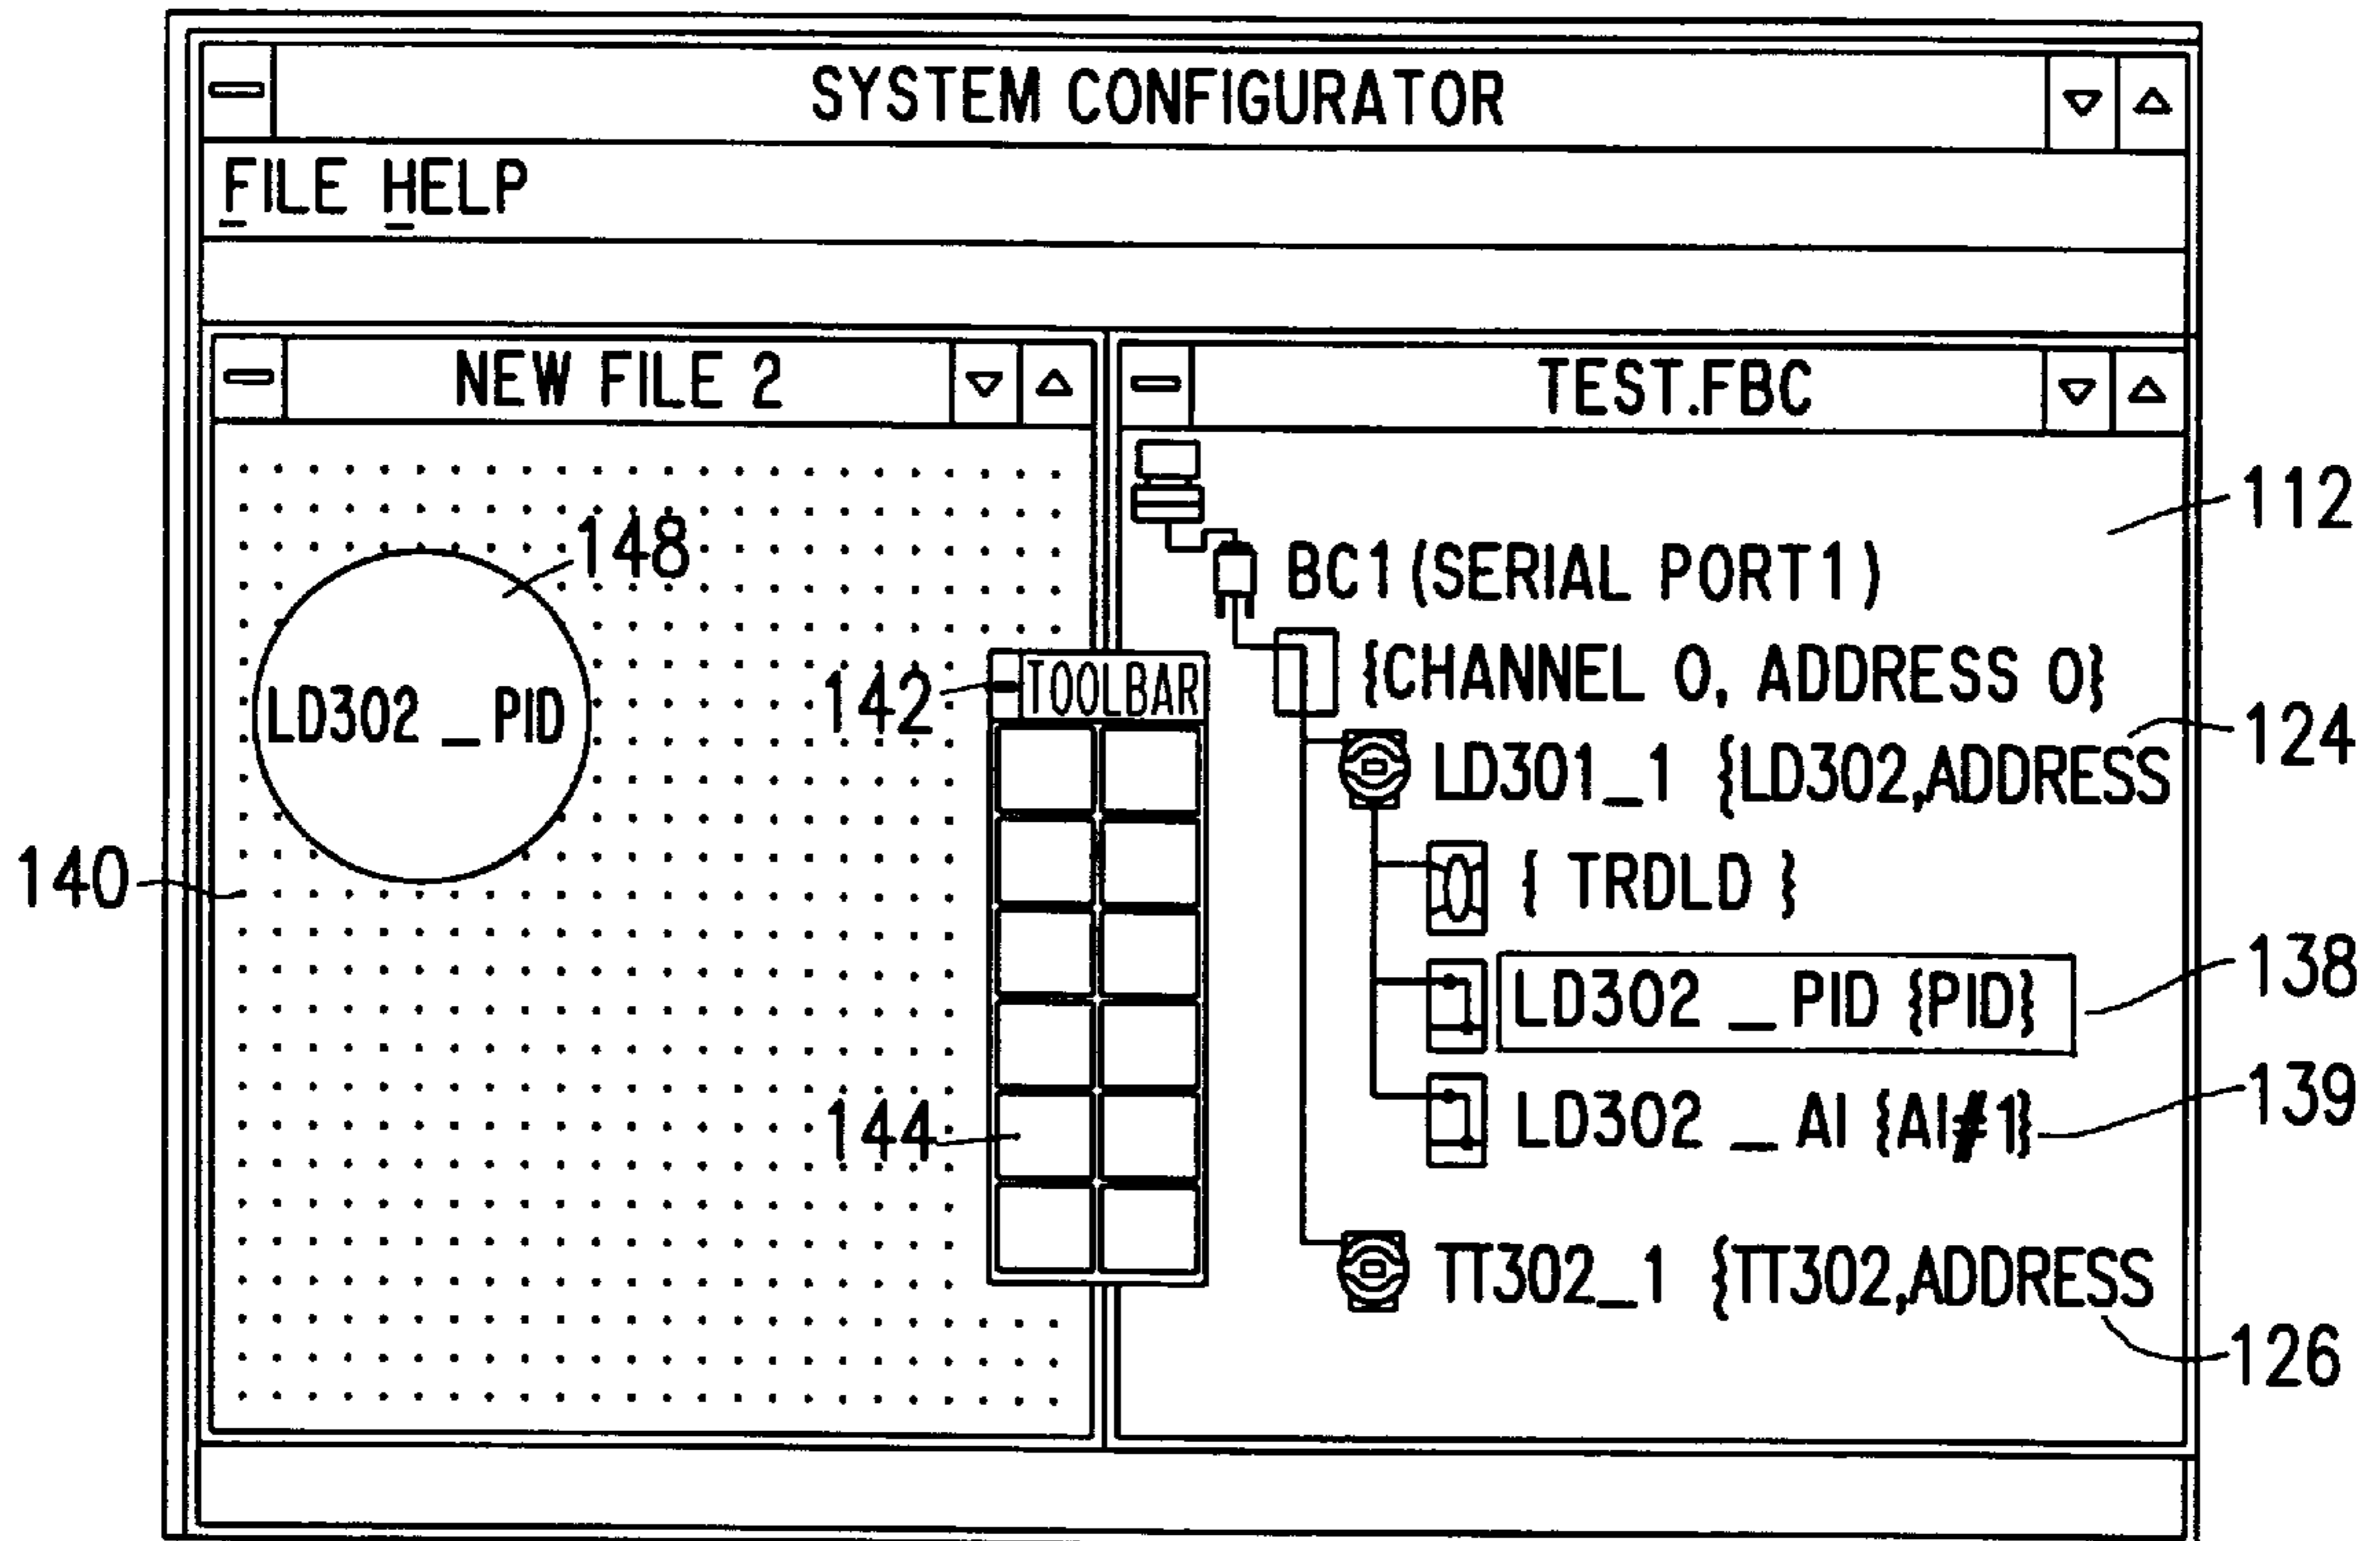 SYSTEM CONFIGURATOR
FILE HELP
NEW FILE 2
TEST.FBC
112
148
BC1 (SERIAL PORT1)
{CHANNEL 0, ADDRESS 0}
142
TOOLBAR
LD302 _ PID
124
LD301_1 {LD302,ADDRESS
140
{ TRDLD }
138
LD302 _ PID {PID}
139
144
LD302 _ AI {AI#1}
TT302_1 {TT302,ADDRESS
126